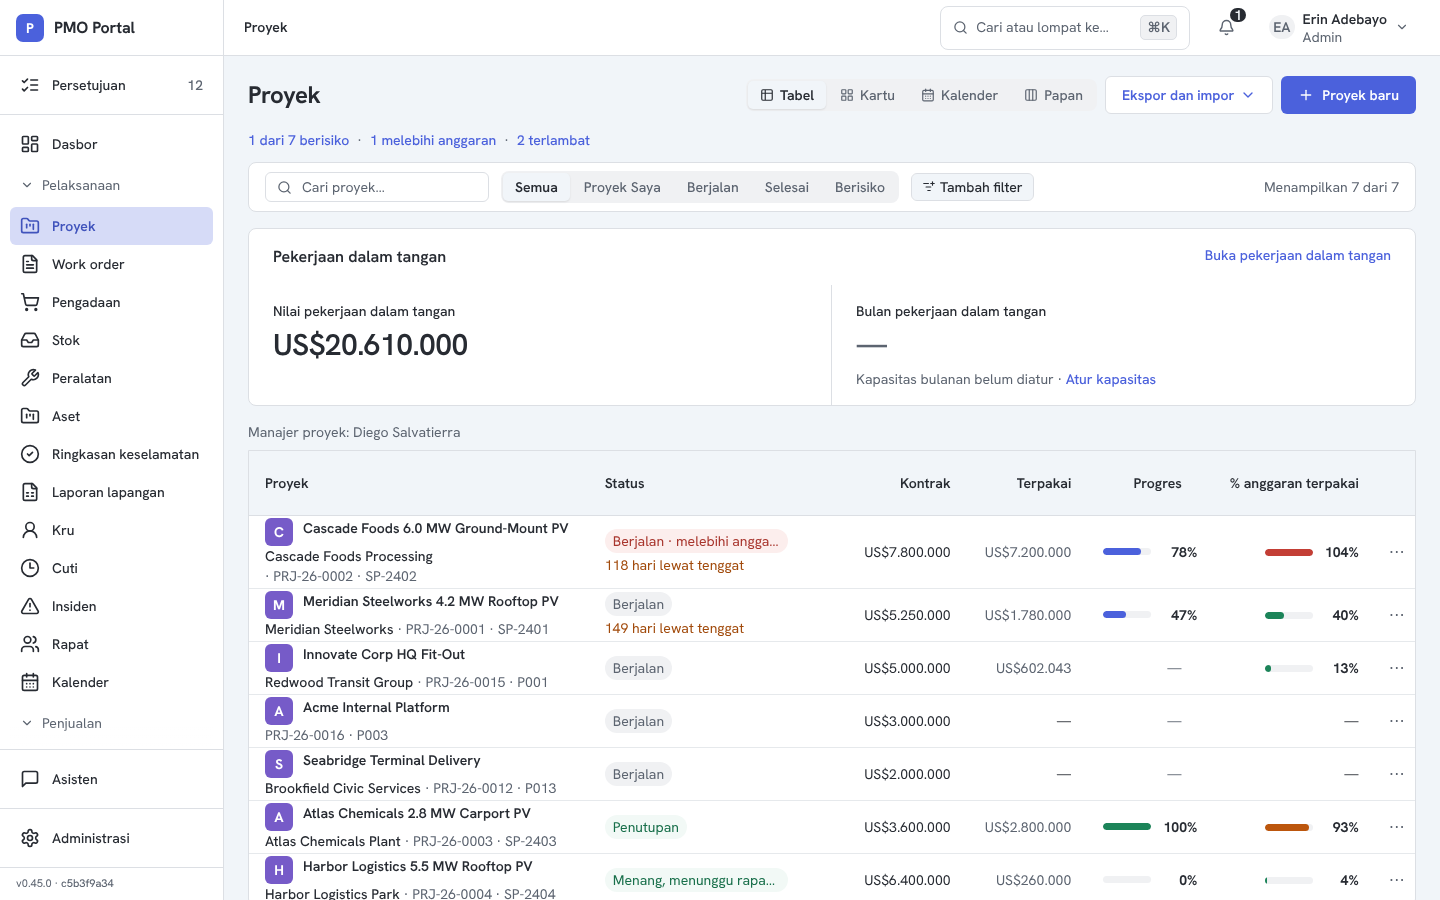 P PMO Portal
Proyek
Cari atau lompat ke... ⌘K
1
EA Erin Adebayo
Admin
Persetujuan 12
Dasbor
Pelaksanaan
Proyek
Work order
Pengadaan
Stok
Peralatan
Aset
Ringkasan keselamatan
Laporan lapangan
Kru
Cuti
Insiden
Rapat
Kalender
Penjualan
Asisten
Administrasi
v0.45.0 · c5b3f9a34
Proyek
Tabel Kartu Kalender Papan
Ekspor dan impor
Proyek baru
1 dari 7 berisiko · 1 melebihi anggaran · 2 terlambat
Cari proyek...
Semua Proyek Saya Berjalan Selesai Berisiko
Tambah filter
Menampilkan 7 dari 7
Pekerjaan dalam tangan
Buka pekerjaan dalam tangan
Nilai pekerjaan dalam tangan
US$20.610.000
Bulan pekerjaan dalam tangan
—
Kapasitas bulanan belum diatur · Atur kapasitas
Manajer proyek: Diego Salvatierra
Proyek Status Kontrak Terpakai Progres % anggaran terpakai
C Cascade Foods 6.0 MW Ground-Mount PV
Cascade Foods Processing
· PRJ-26-0002 · SP-2402
Berjalan · melebihi angga...
118 hari lewat tenggat
US$7.800.000 US$7.200.000 78% 104% ...
M Meridian Steelworks 4.2 MW Rooftop PV
Meridian Steelworks · PRJ-26-0001 · SP-2401
Berjalan
149 hari lewat tenggat
US$5.250.000 US$1.780.000 47% 40% ...
I Innovate Corp HQ Fit-Out
Redwood Transit Group · PRJ-26-0015 · P001
Berjalan
US$5.000.000 US$602.043 — 13% ...
A Acme Internal Platform
PRJ-26-0016 · P003
Berjalan
US$3.000.000 — — — ...
S Seabridge Terminal Delivery
Brookfield Civic Services · PRJ-26-0012 · P013
Berjalan
US$2.000.000 — — — ...
A Atlas Chemicals 2.8 MW Carport PV
Atlas Chemicals Plant · PRJ-26-0003 · SP-2403
Penutupan
US$3.600.000 US$2.800.000 100% 93% ...
H Harbor Logistics 5.5 MW Rooftop PV
Harbor Logistics Park · PRJ-26-0004 · SP-2404
Menang, menunggu rapa...
US$6.400.000 US$260.000 0% 4% ...